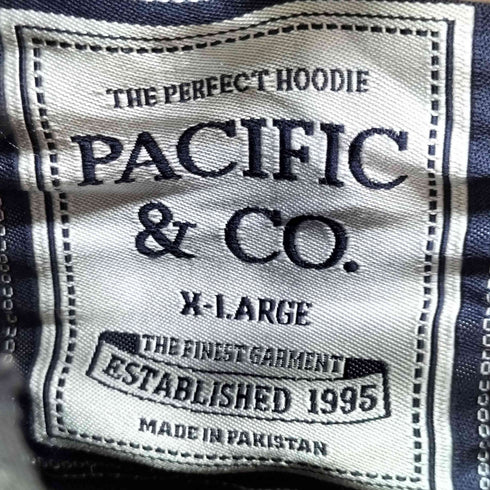 THE PERFECT HOODIE
PACIFIC
& CO.
X-LARGE
THE FINEST GARMENT
ESTABLISHED 1995
MADE IN PAKISTAN